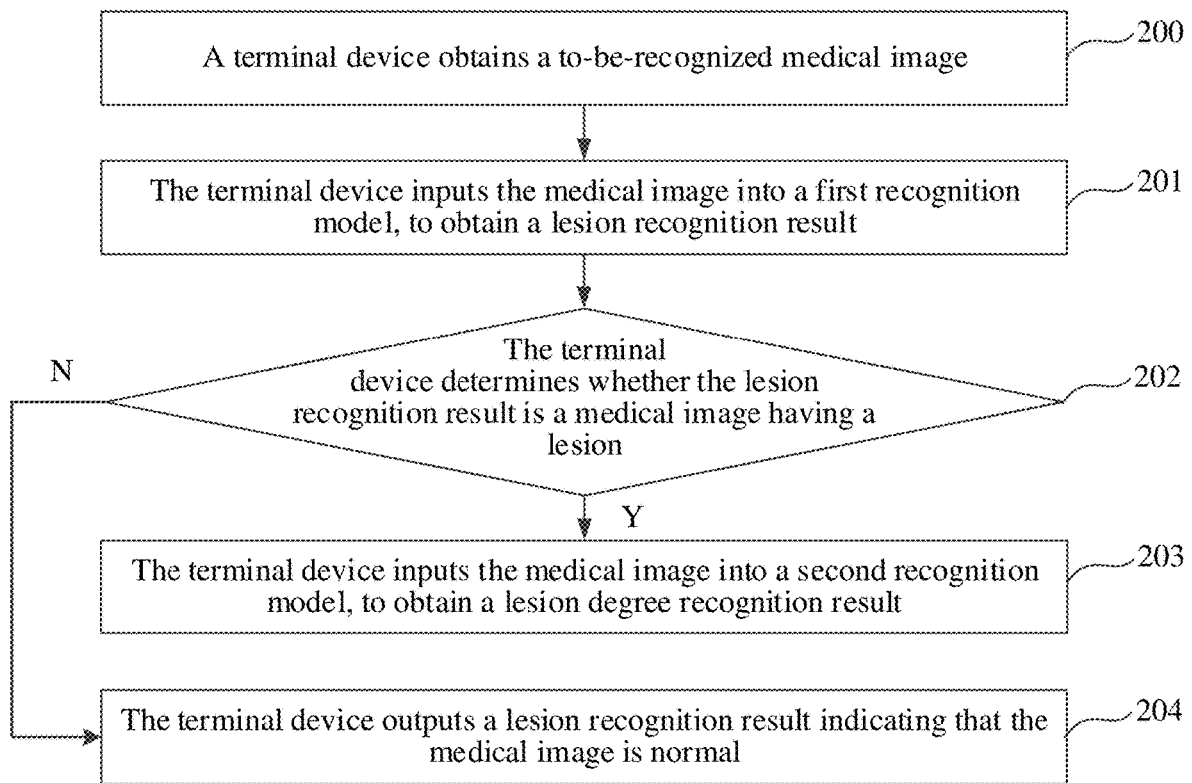 200
A terminal device obtains a to-be-recognized medical image
201
The terminal device inputs the medical image into a first recognition
model, to obtain a lesion recognition result
N
The terminal
device determines whether the lesion
recognition result is a medical image having a
lesion
202
Y
203
The terminal device inputs the medical image into a second recognition
model, to obtain a lesion degree recognition result
204
The terminal device outputs a lesion recognition result indicating that the
medical image is normal